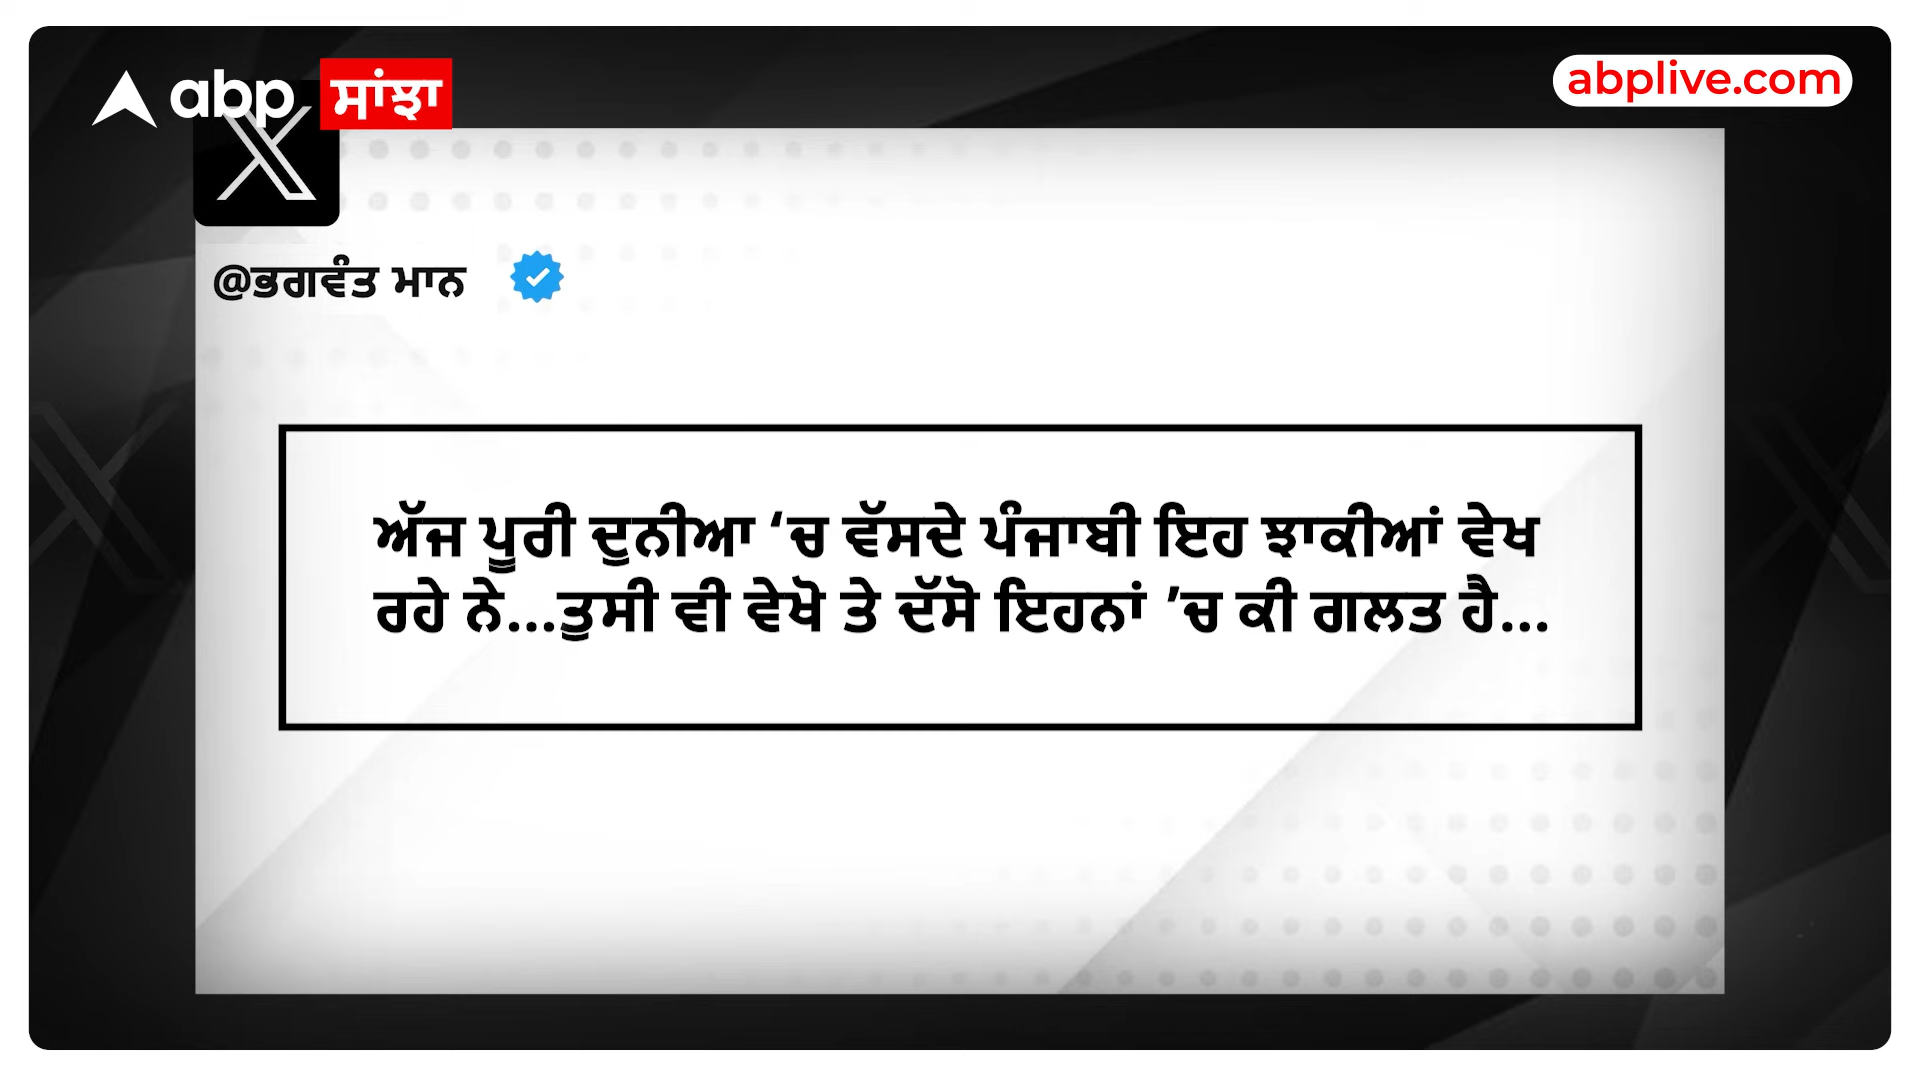 abp ਸਾਂਝਾ
abplive.com
@ਭਗਵੰਤ ਮਾਨ
ਅੱਜ ਪੂਰੀ ਦੁਨੀਆ ‘ਚ ਵੱਸਦੇ ਪੰਜਾਬੀ ਇਹ ਝਾਕੀਆਂ ਵੇਖ
ਰਹੇ ਨੇ...ਤੁਸੀ ਵੀ ਵੇਖੋ ਤੇ ਦੱਸੋ ਇਹਨਾਂ ’ਚ ਕੀ ਗਲਤ ਹੈ...